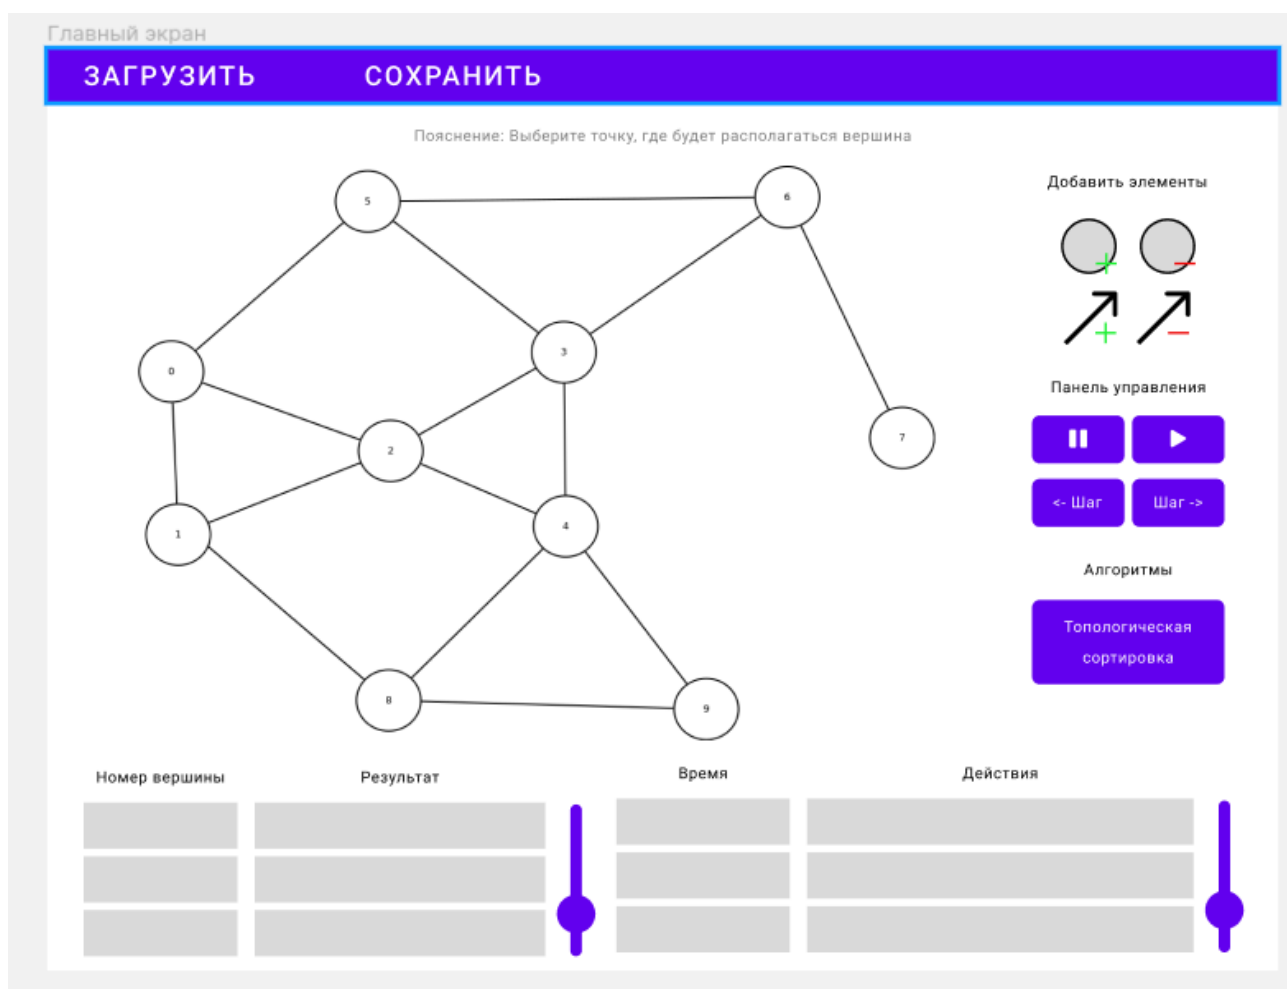 Главный экран
ЗАГРУЗИТЬ СОХРАНИТЬ
Пояснение: Выберите точку, где будет располагаться вершина
5
6
0
3
2
7
1
4
8
9
Добавить элементы
Панель управления
<- Шаг
Шаг ->
Алгоритмы
Топологическая
сортировка
Номер вершины
Результат
Время
Действия